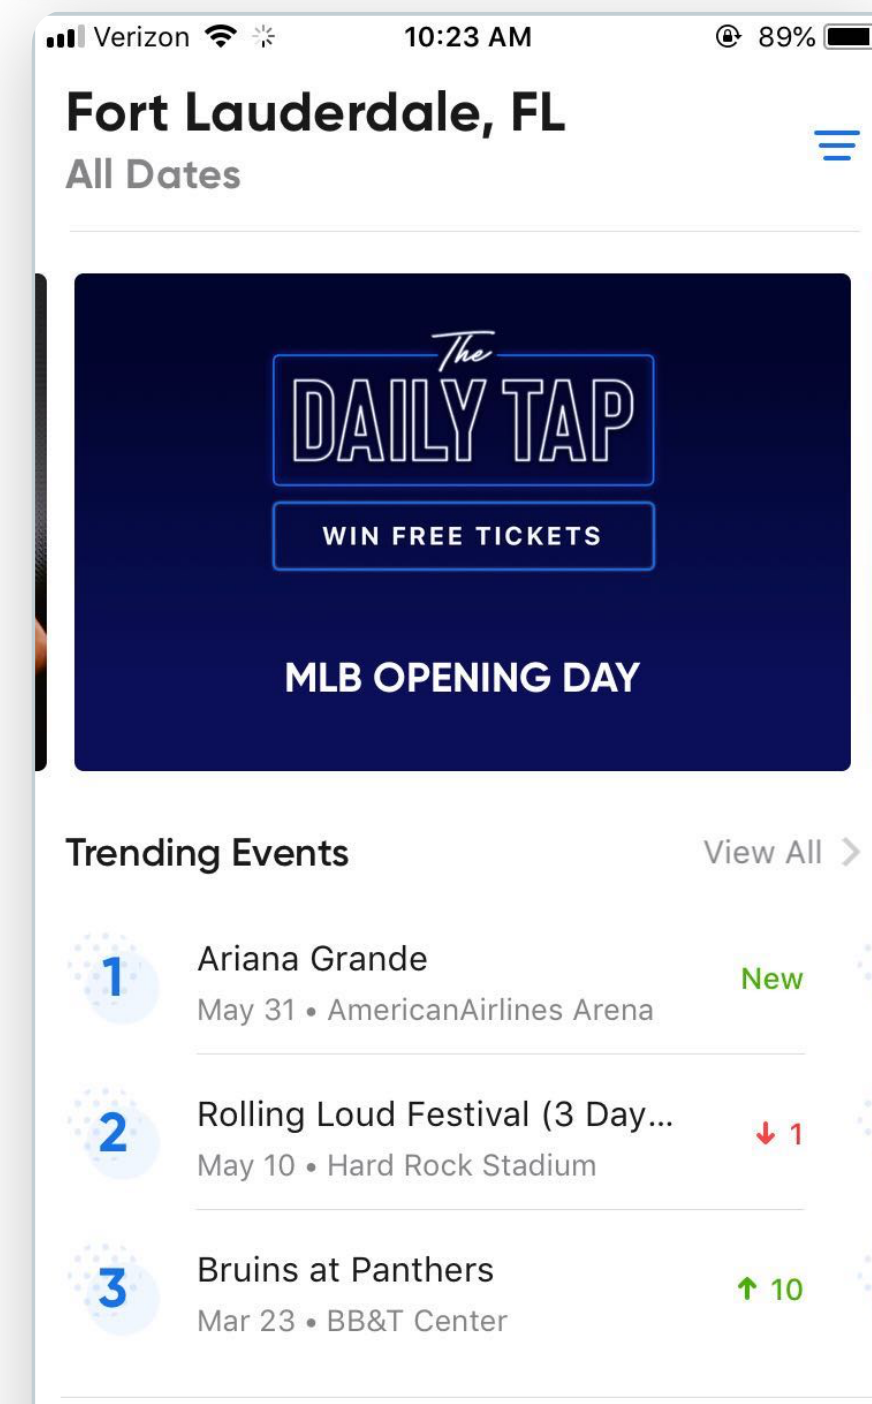 Verizon 10:23 AM 89%
Fort Lauderdale, FL
All Dates
The
DAILY TAP
WIN FREE TICKETS
MLB OPENING DAY
Trending Events View All
1 Ariana Grande New
May 31 • AmericanAirlines Arena
2 Rolling Loud Festival (3 Day... ↓ 1
May 10 • Hard Rock Stadium
3 Bruins at Panthers ↑ 10
Mar 23 • BB&T Center